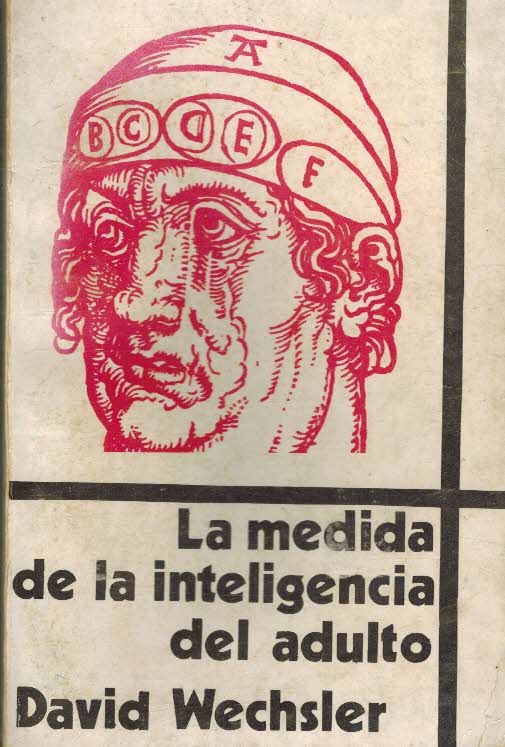 A
B C D E F
La medida
de la inteligencia
del adulto
David Wechsler